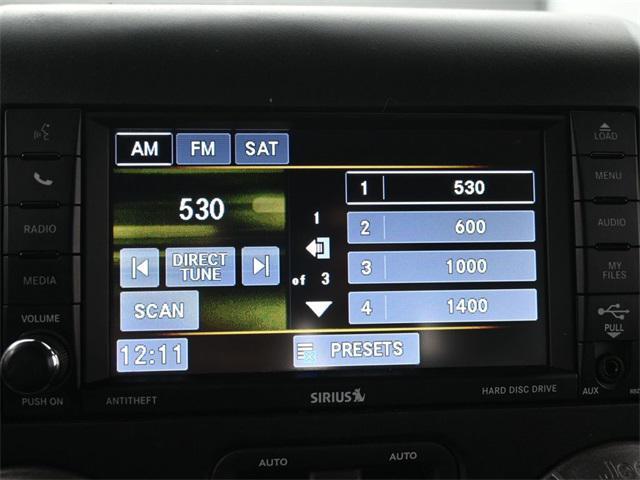 LOAD
AM FM SAT
1 530
530
MENU
1
2 600
RADIO
AUDIO
DIRECT TUNE
3 1000
MY FILES
MEDIA
of 3
SCAN
4 1400
VOLUME
PULL
12:11
PRESETS
PUSH ON
ANTITHEFT
SIRIUS
HARD DISC DRIVE
AUX
AUTO
AUTO